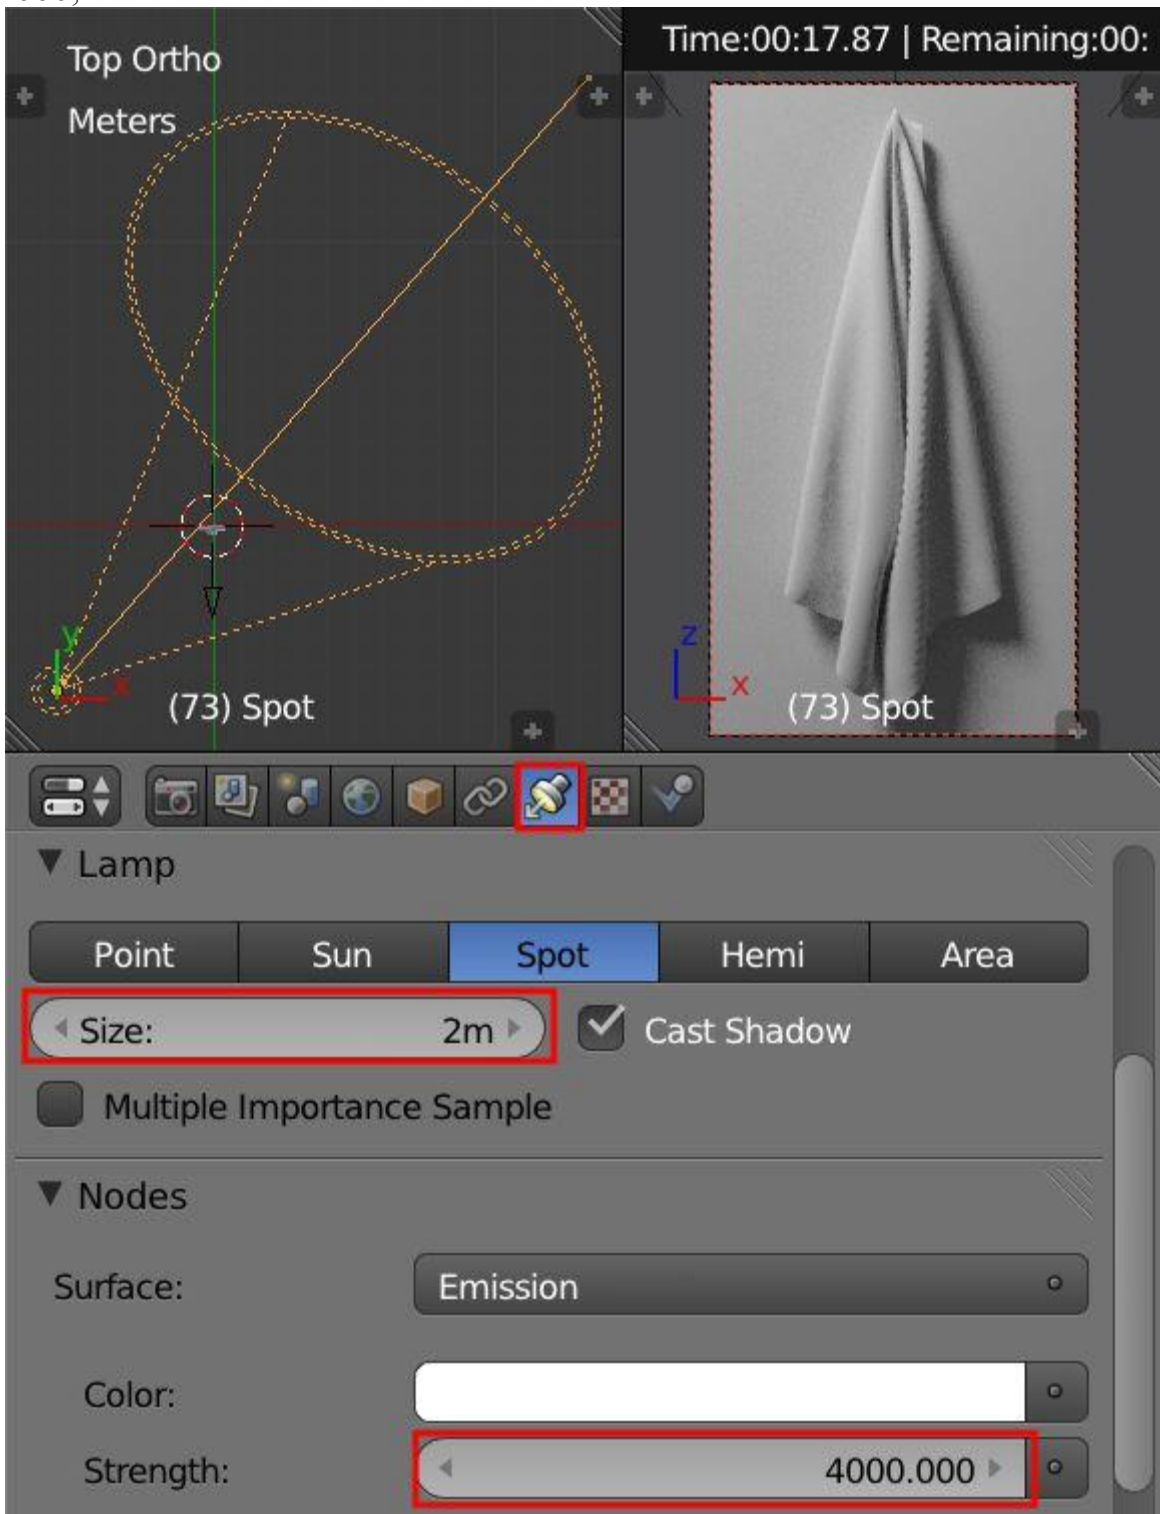 Top Ortho
Meters
Time:00:17.87 | Remaining:00:
y
x
(73) Spot
z
x
(73) Spot
Lamp
Point Sun Spot Hemi Area
Size: 2m Cast Shadow
Multiple Importance Sample
Nodes
Surface: Emission
Color:
Strength: 4000.000